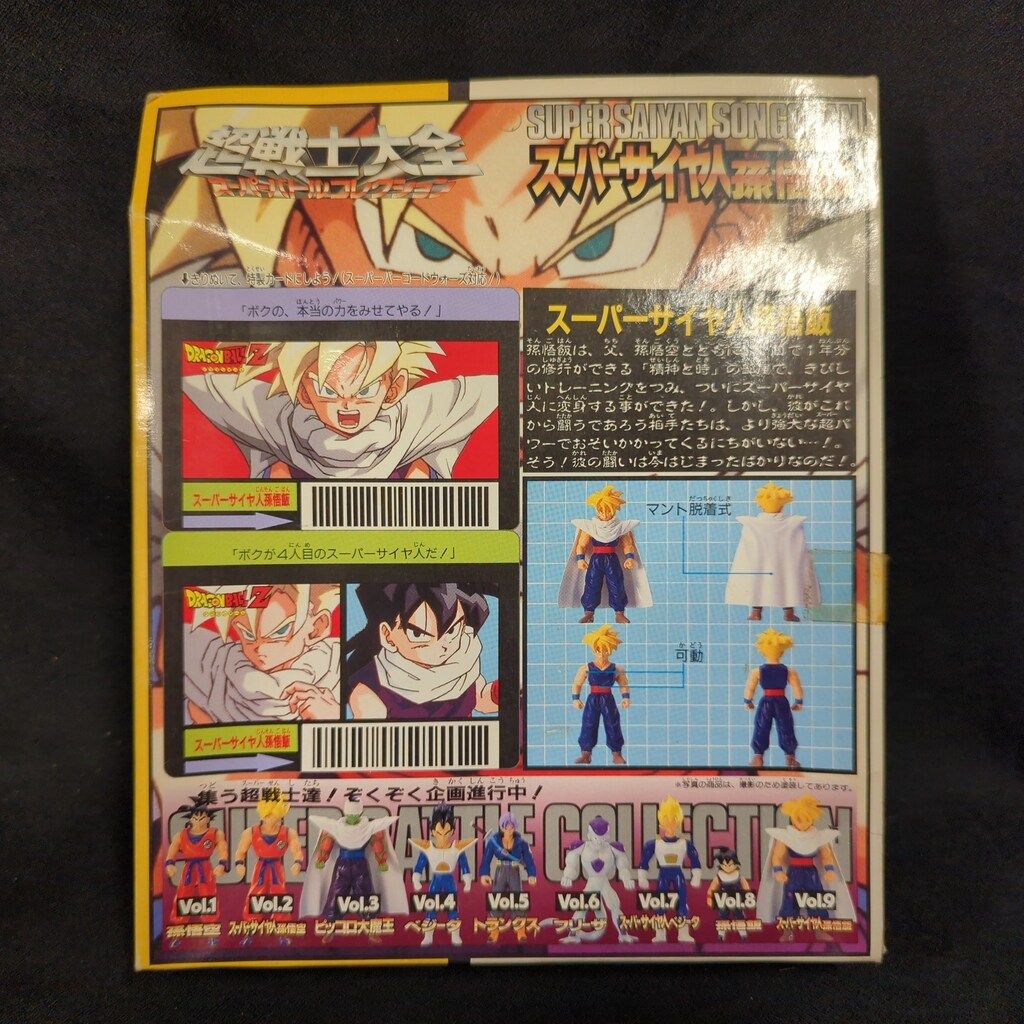 超戦士大全
スーパーバトルコレクション
SUPER SAIYAN
スーパーサイヤ人孫悟飯
↓きりぬいて、特製カードにしよう！(スーパーバーコードウォーズ対応！)
「ボクの、本当の力をみせてやる！」
DRAGON BALL Z
スーパーサイヤ人孫悟飯
「ボクが4人目のスーパーサイヤ人だ！」
DRAGON BALL Z
スーパーサイヤ人孫悟飯
スーパーサイヤ人孫悟飯
孫悟飯は、父、孫悟空とともに、1日で1年分
の修行ができる「精神と時」の部屋で、きびし
いトレーニングをつみ、ついにスーパーサイヤ
人に変身する事ができた！。しかし、彼がこれ
から闘うであろう相手たちは、より強大な超パ
ワーでおそいかかってくるにちがいない…！。
そう！彼の闘いは今はじまったばかりなのだ！。
マント脱着式
可動
※写真の商品は、撮影のため塗装してあります。
集う超戦士達！ぞくぞく企画進行中！
SUPER BATTLE COLLECTION
Vol.1 Vol.2 Vol.3 Vol.4 Vol.5 Vol.6 Vol.7 Vol.8 Vol.9
孫悟空 スーパーサイヤ人孫悟空 ピッコロ大魔王 ベジータ トランクス フリーザ スーパーサイヤ人ベジータ 孫悟飯 スーパーサイヤ人孫悟飯